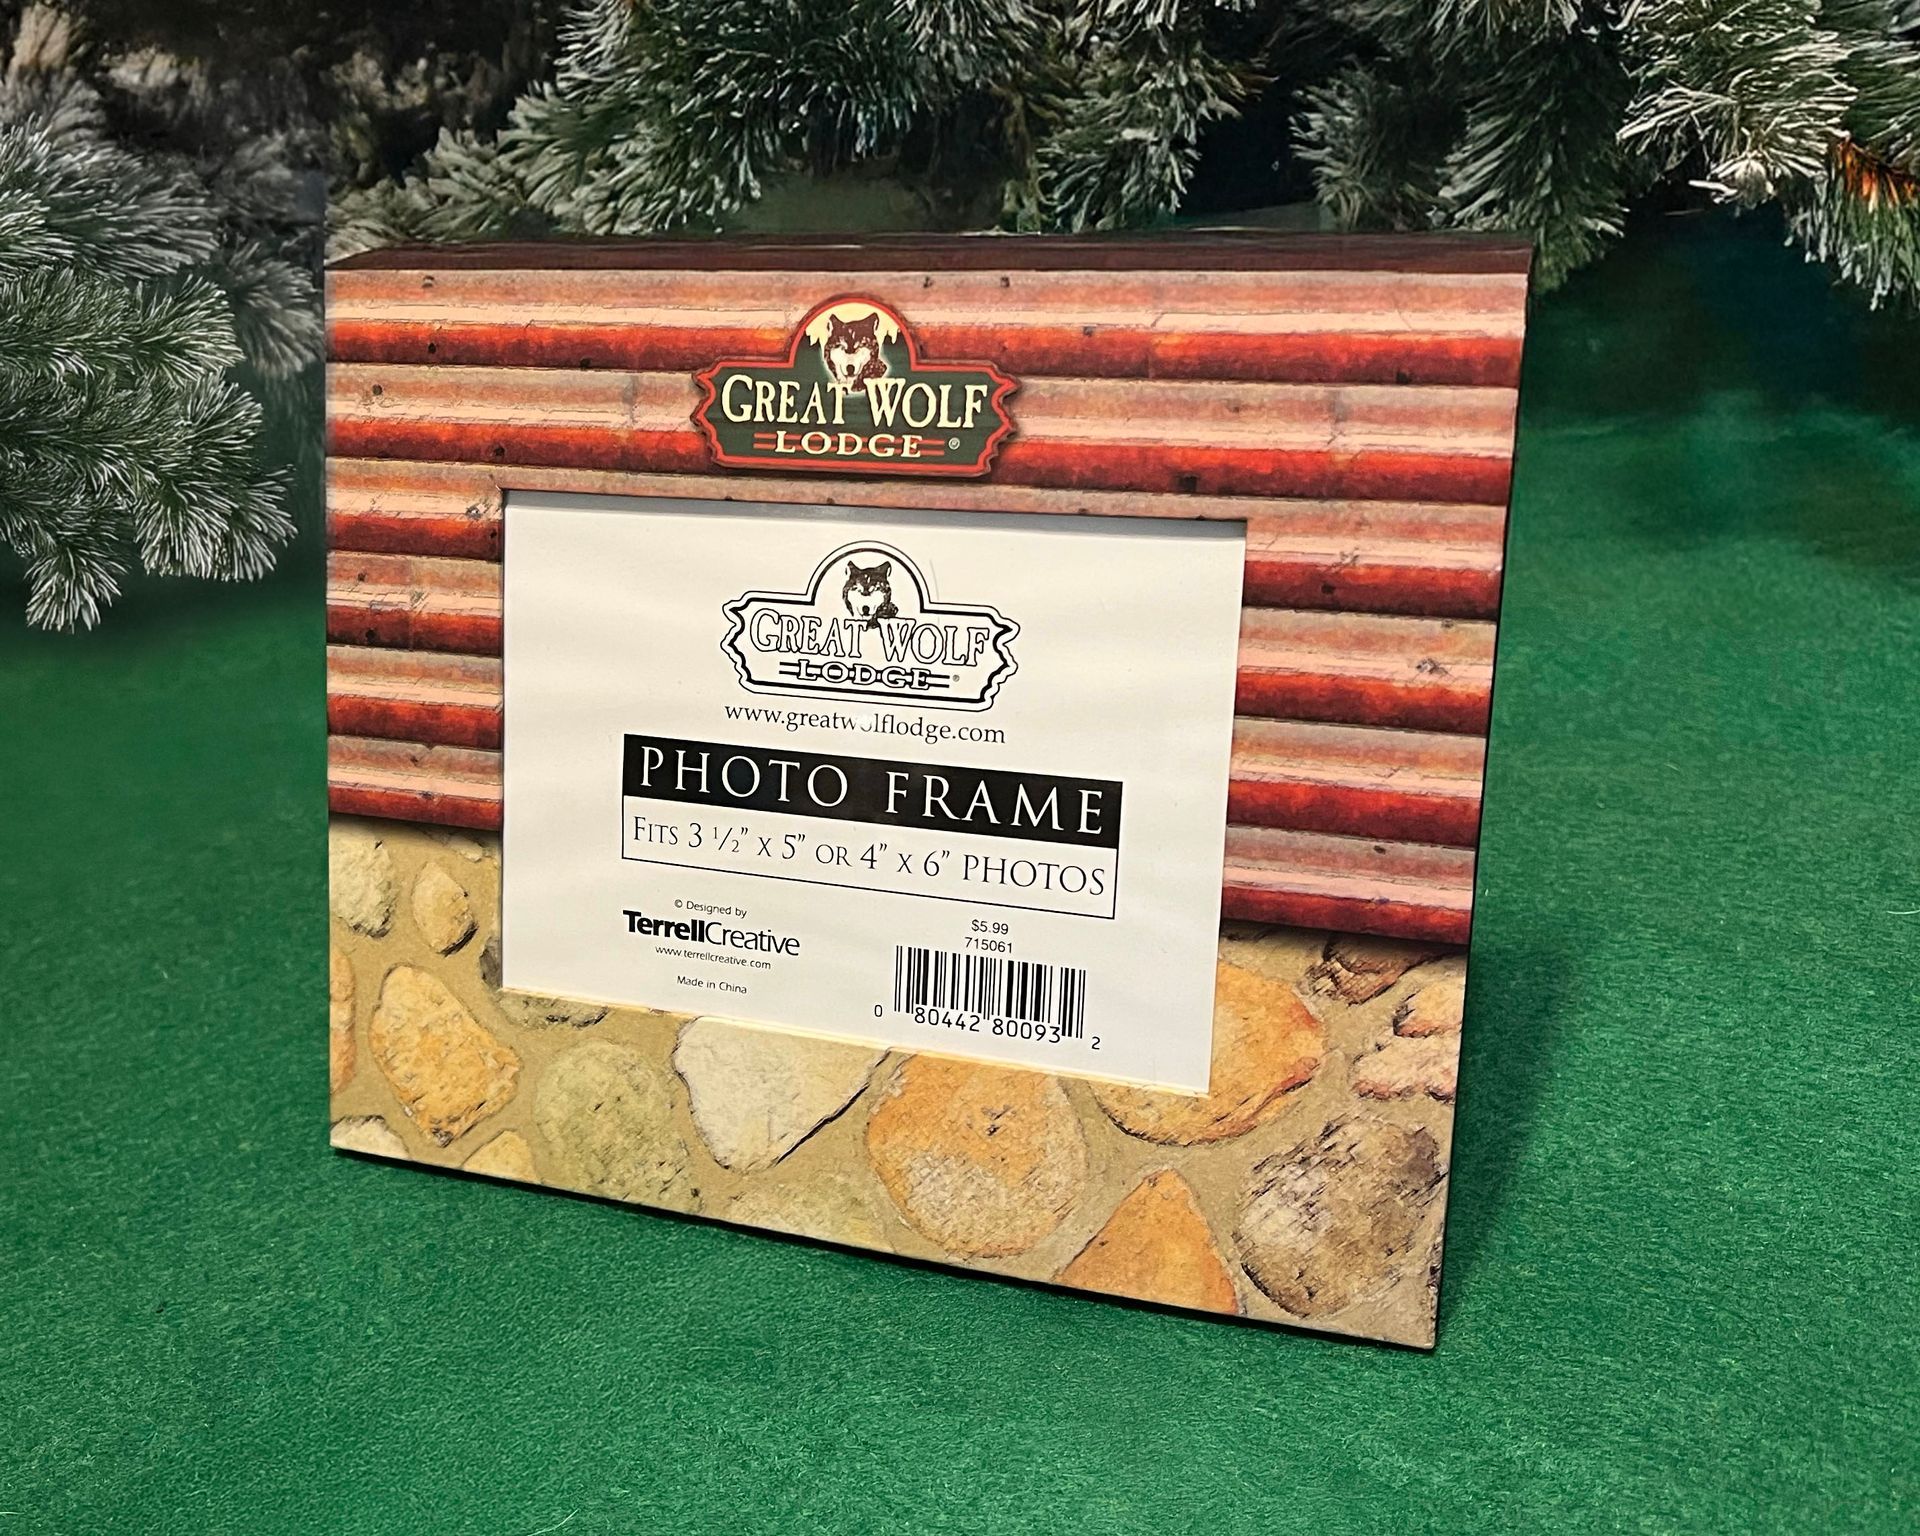 GREAT WOLF
LODGE ®
GREAT WOLF
LODGE ®
www.greatwolflodge.com
PHOTO FRAME
FITS 3 1/2" X 5" OR 4" X 6" PHOTOS
© Designed by
TerrellCreative
www.terrellcreative.com
Made in China
$5.99
715061
0 80442 80093 2